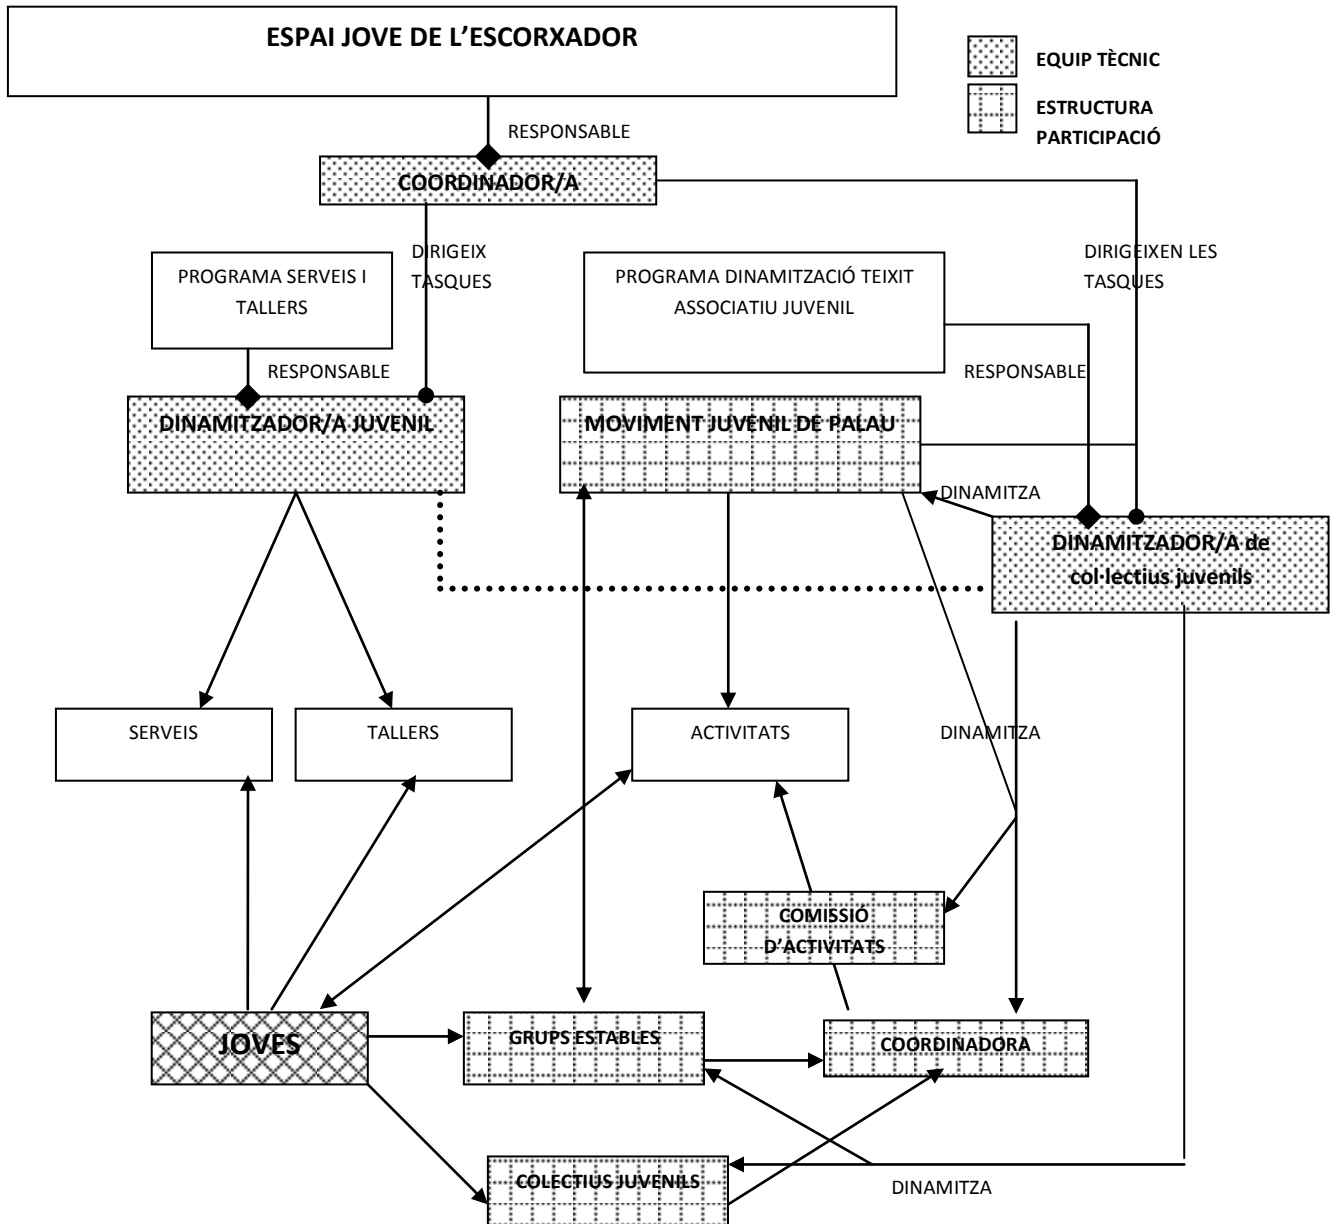 ESPAI JOVE DE L'ESCORXADOR
EQUIP TÈCNIC
ESTRUCTURA
PARTICIPACIÓ
RESPONSABLE
COORDINADOR/A
DIRIGEIX
TASQUES
DIRIGEIXEN LES
TASQUES
PROGRAMA SERVEIS I
TALLERS
PROGRAMA DINAMITZACIÓ TEIXIT
ASSOCIATIU JUVENIL
RESPONSABLE
RESPONSABLE
DINAMITZADOR/A JUVENIL
MOVIMENT JUVENIL DE PALAU
DINAMITZA
DINAMITZADOR/A de
col·lectius juvenils
SERVEIS
TALLERS
ACTIVITATS
DINAMITZA
COMISSIÓ
D'ACTIVITATS
JOVES
GRUPS ESTABLES
COORDINADORA
COLECTIUS JUVENILS
DINAMITZA